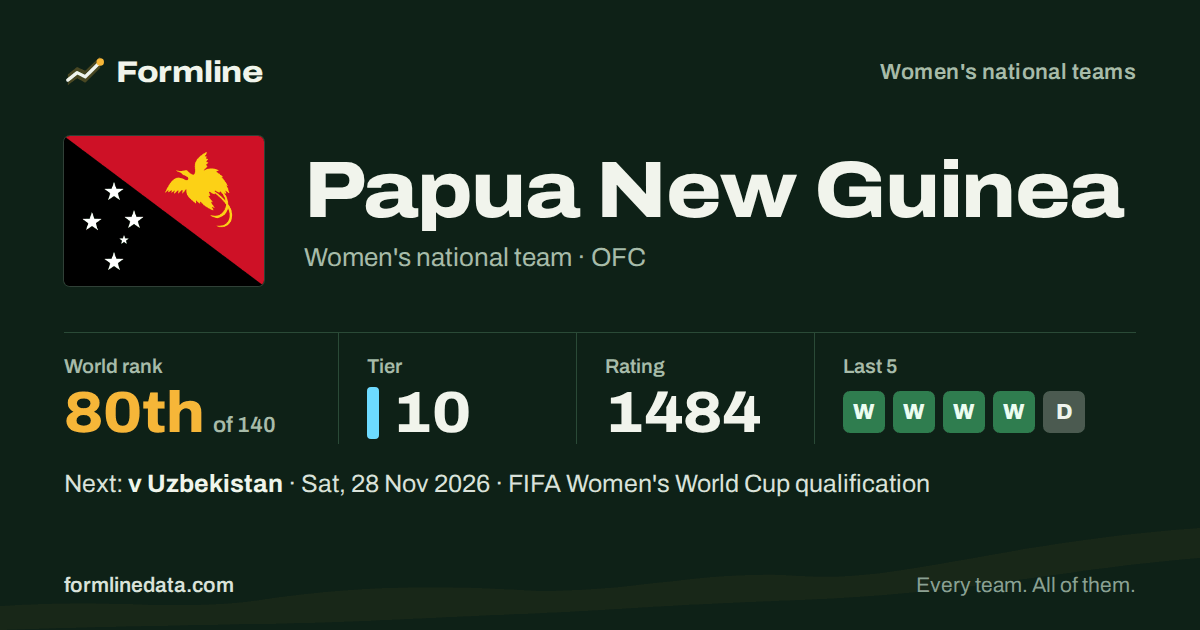 Formline
Women's national teams
Papua New Guinea
Women's national team · OFC
World rank
80th of 140
Tier
10
Rating
1484
Last 5
W W W W D
Next: v Uzbekistan · Sat, 28 Nov 2026 · FIFA Women's World Cup qualification
formlinedata.com
Every team. All of them.